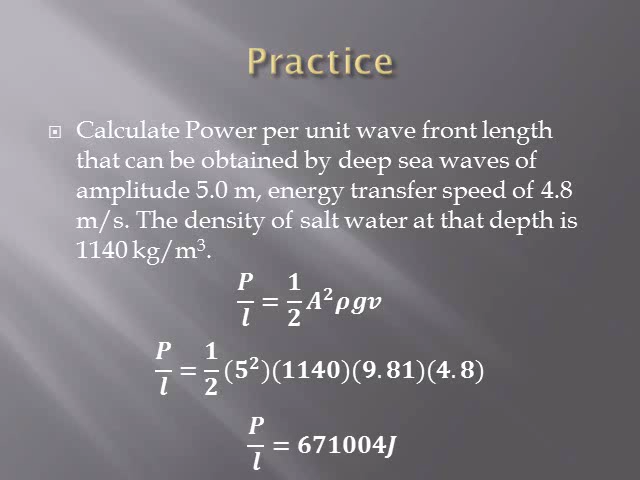 Practice
Calculate Power per unit wave front length
that can be obtained by deep sea waves of
amplitude 5.0 m, energy transfer speed of 4.8
m/s. The density of salt water at that depth is
1140 kg/m³.
P/l = 1/2 A²ρgv
P/l = 1/2 (5²)(1140)(9.81)(4.8)
P/l = 671004J